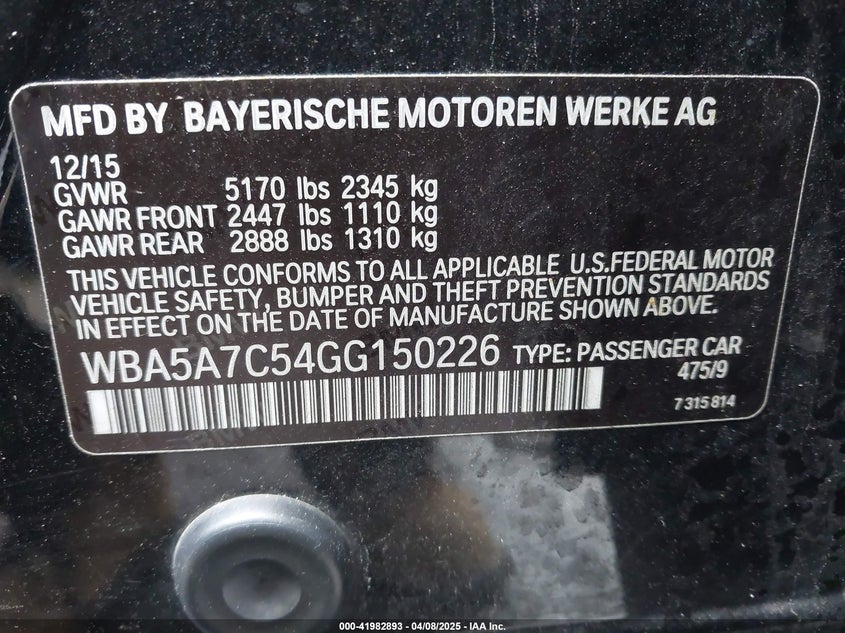 MFD BY BAYERISCHE MOTOREN WERKE AG
12/15
GVWR 5170 lbs 2345 kg
GAWR FRONT 2447 lbs 1110 kg
GAWR REAR 2888 lbs 1310 kg
THIS VEHICLE CONFORMS TO ALL APPLICABLE U.S.FEDERAL MOTOR
VEHICLE SAFETY, BUMPER AND THEFT PREVENTION STANDARDS
IN EFFECT ON THE DATE OF MANUFACTURE SHOWN ABOVE.
WBA5A7C54GG150226 TYPE: PASSENGER CAR
475/9
7 315 814
000-41982893 - 04/08/2025 - IAA Inc.